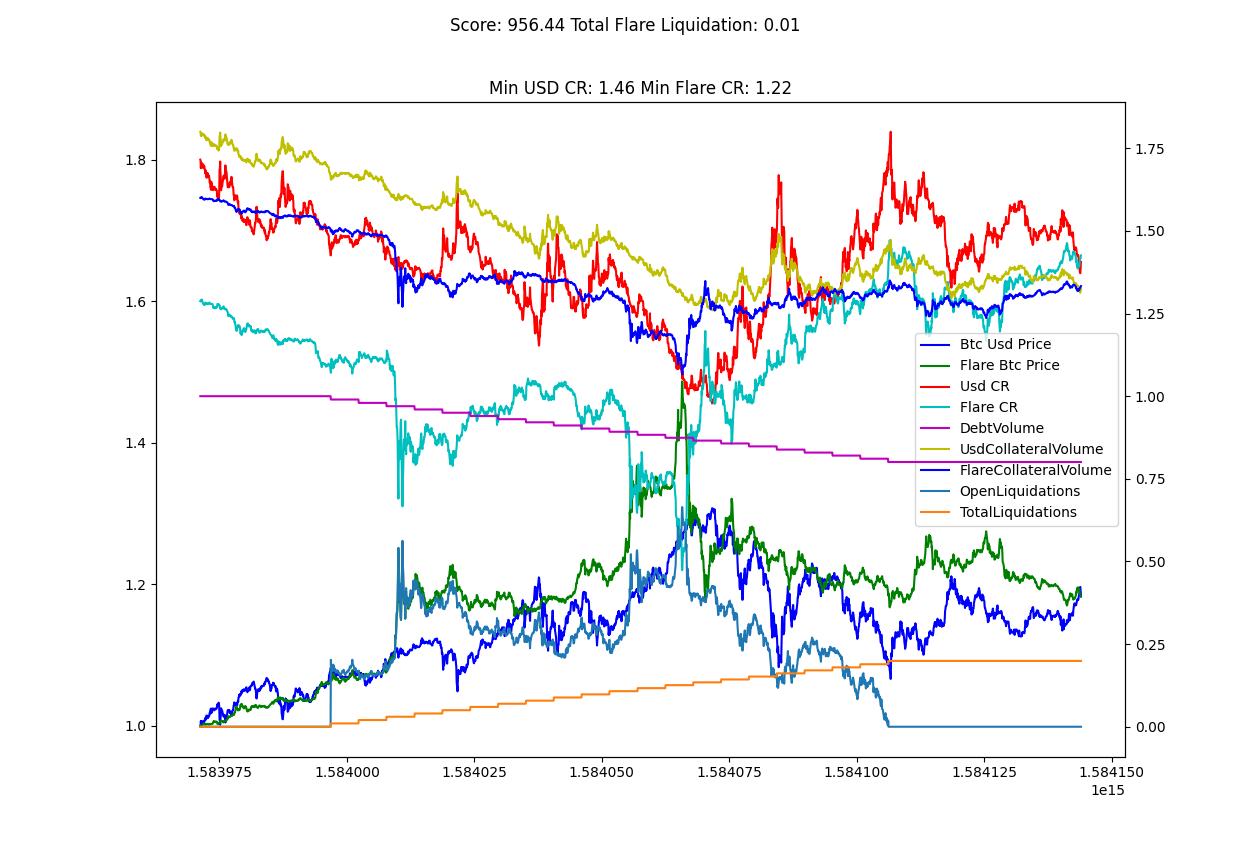 Score: 956.44 Total Flare Liquidation: 0.01
Min USD CR: 1.46 Min Flare CR: 1.22
1.8
1.6
1.4
1.2
1.0
1.75
1.50
1.25
1.00
0.75
0.50
0.25
0.00
Btc Usd Price
Flare Btc Price
Usd CR
Flare CR
DebtVolume
UsdCollateralVolume
FlareCollateralVolume
OpenLiquidations
TotalLiquidations
1.583975 1.584000 1.584025 1.584050 1.584075 1.584100 1.584125 1.584150
1e15